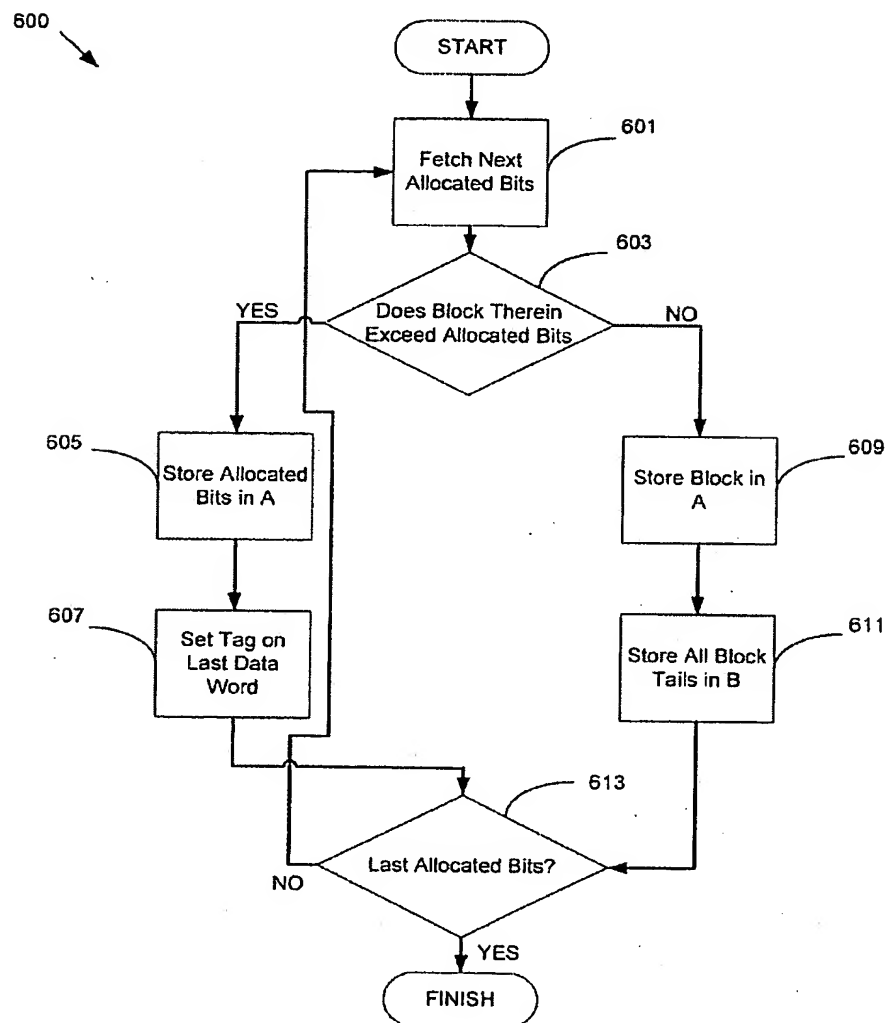 600
START
601
Fetch Next
Allocated Bits
603
Does Block Therein
Exceed Allocated Bits
YES
NO
605
Store Allocated
Bits in A
609
Store Block in
A
607
Set Tag on
Last Data
Word
611
Store All Block
Tails in B
613
Last Allocated Bits?
NO
YES
FINISH